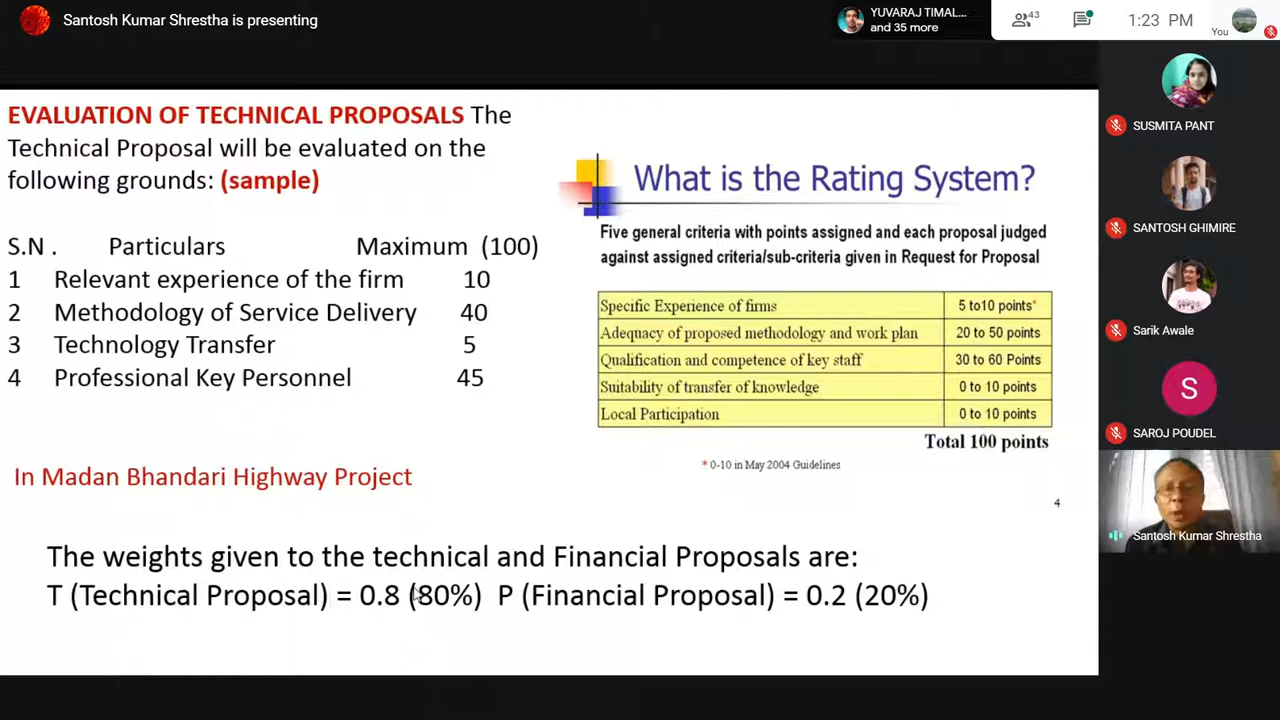 Santosh Kumar Shrestha is presenting
YUVARAJ TIMAL...
and 35 more
43
1:23 PM
You
EVALUATION OF TECHNICAL PROPOSALS The
Technical Proposal will be evaluated on the
following grounds: (sample)
S.N . Particulars Maximum (100)
1 Relevant experience of the firm 10
2 Methodology of Service Delivery 40
3 Technology Transfer 5
4 Professional Key Personnel 45
In Madan Bhandari Highway Project
The weights given to the technical and Financial Proposals are:
T (Technical Proposal) = 0.8 (80%) P (Financial Proposal) = 0.2 (20%)
What is the Rating System?
Five general criteria with points assigned and each proposal judged
against assigned criteria/sub-criteria given in Request for Proposal
Specific Experience of firms 5 to10 points*
Adequacy of proposed methodology and work plan 20 to 50 points
Qualification and competence of key staff 30 to 60 Points
Suitability of transfer of knowledge 0 to 10 points
Local Participation 0 to 10 points
Total 100 points
* 0-10 in May 2004 Guidelines
4
SUSMITA PANT
SANTOSH GHIMIRE
Sarik Awale
S
SAROJ POUDEL
Santosh Kumar Shrestha